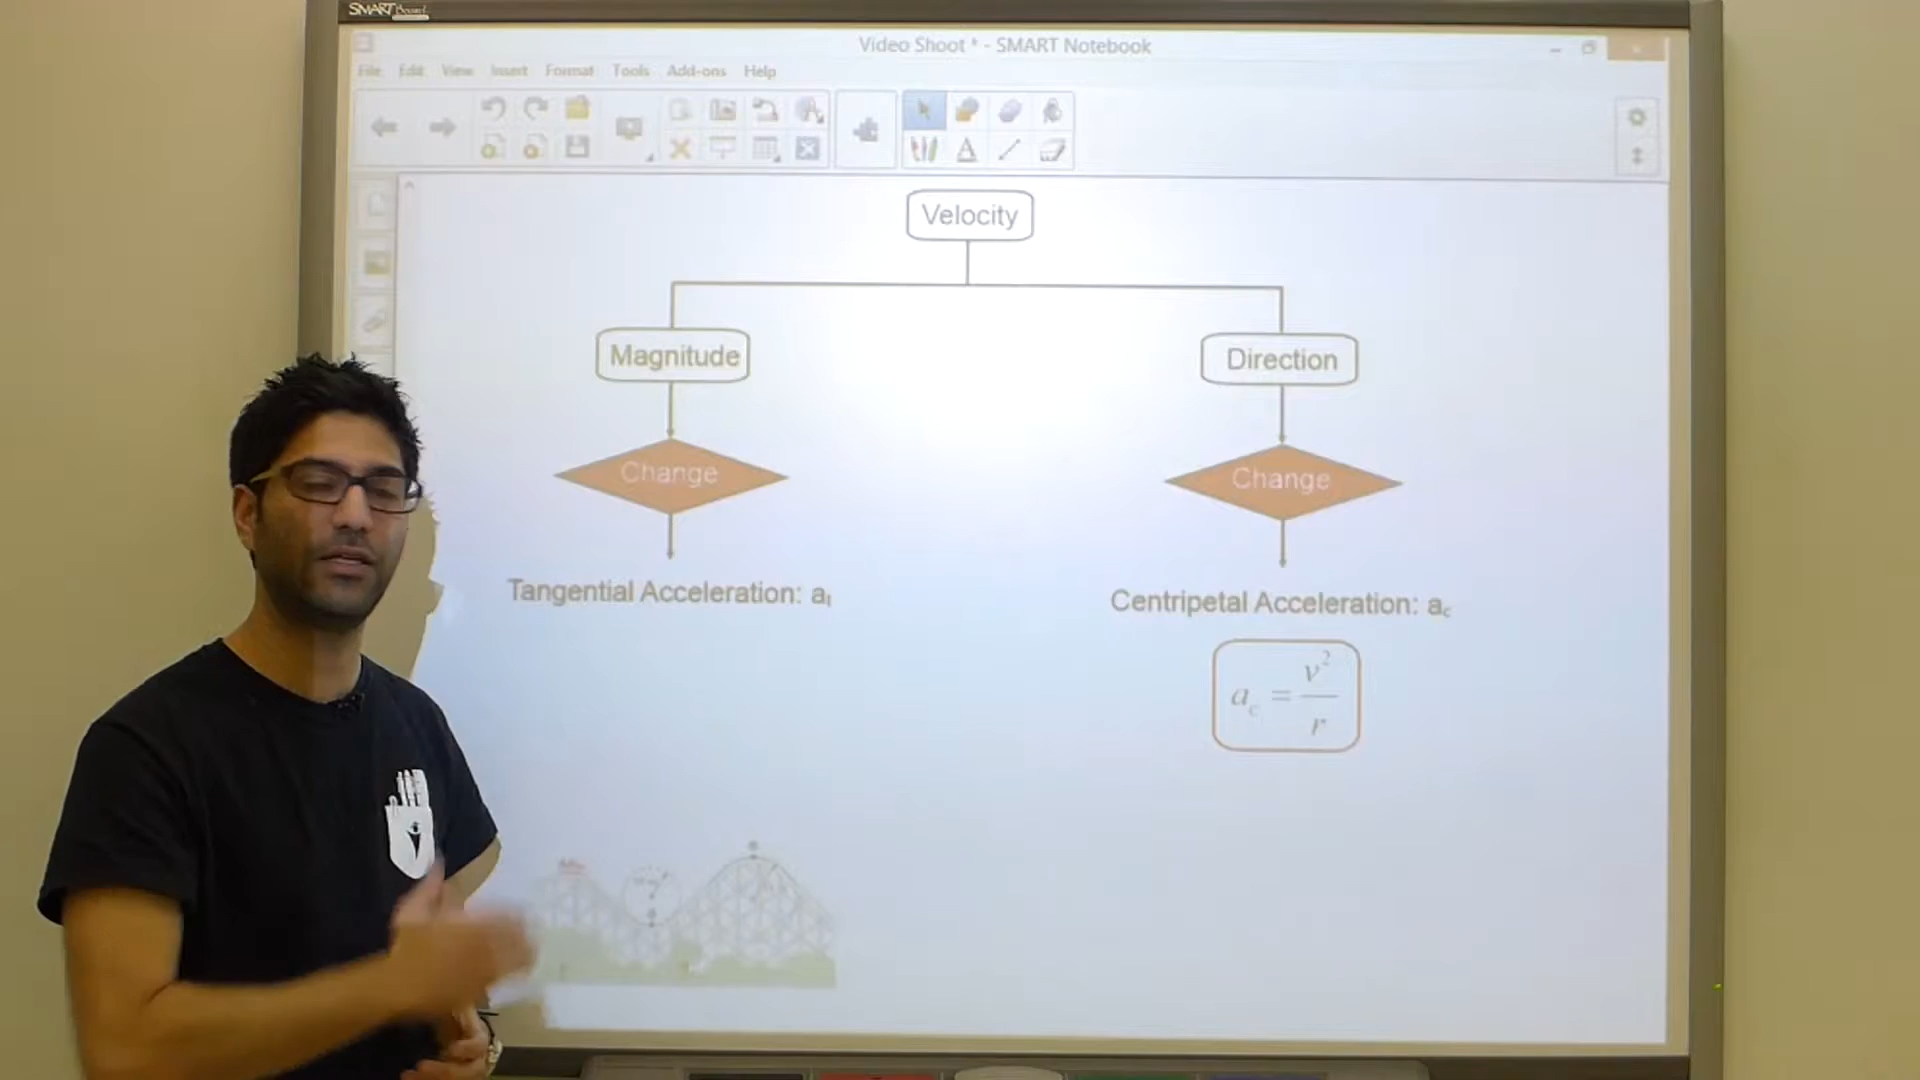 SMART Board
Video Shoot * - SMART Notebook
File Edit View Insert Format Tools Add-ons Help
Velocity
Magnitude
Direction
Change
Change
Tangential Acceleration: at
Centripetal Acceleration: ac
ac = v²/r